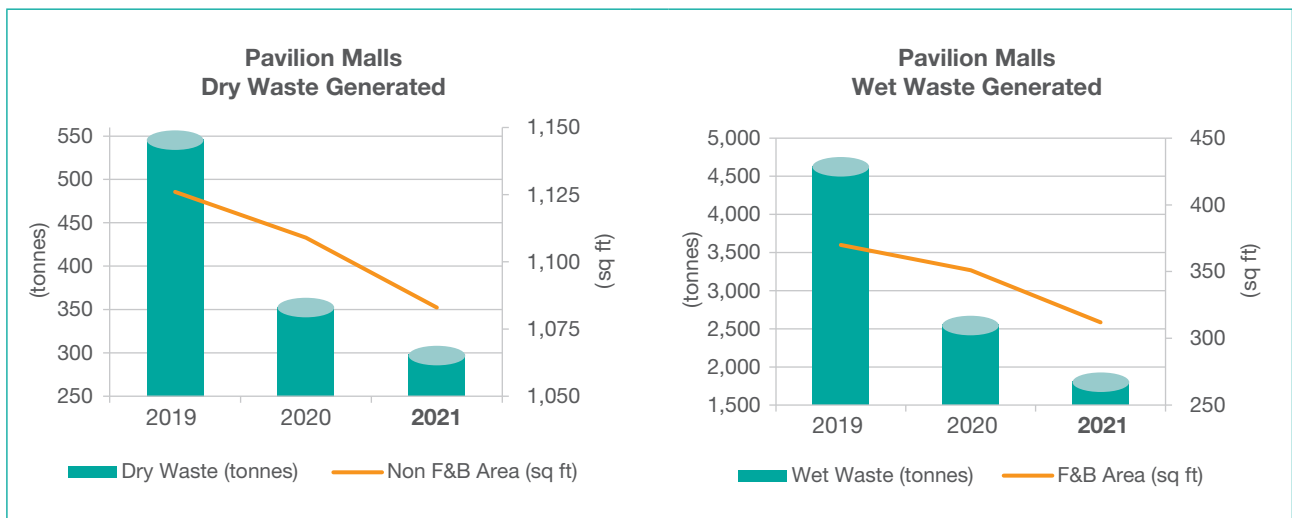 Pavilion Malls
Dry Waste Generated
(tonnes)
550
500
450
400
350
300
250
1,150
1,125
1,100
1,075
1,050
(sq ft)
2019 2020 2021
Dry Waste (tonnes) Non F&B Area (sq ft)
Pavilion Malls
Wet Waste Generated
(tonnes)
5,000
4,500
4,000
3,500
3,000
2,500
2,000
1,500
450
400
350
300
250
(sq ft)
2019 2020 2021
Wet Waste (tonnes) F&B Area (sq ft)